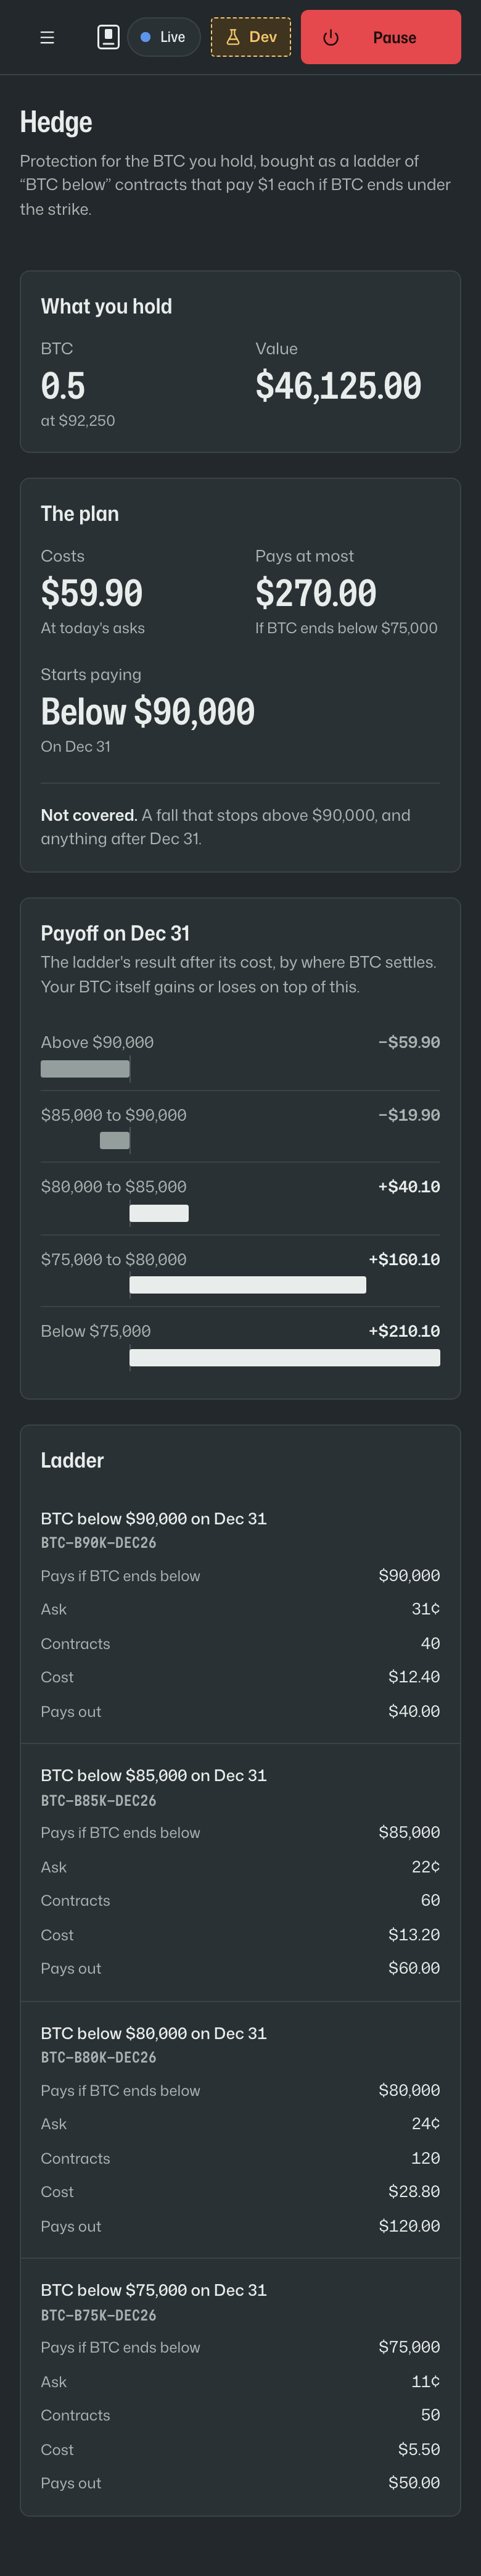 Live
Dev
Pause
Hedge
Protection for the BTC you hold, bought as a ladder of
“BTC below” contracts that pay $1 each if BTC ends under
the strike.
What you hold
BTC
Value
0.5
$46,125.00
at $92,250
The plan
Costs
Pays at most
$59.90
$270.00
At today's asks
If BTC ends below $75,000
Starts paying
Below $90,000
On Dec 31
Not covered. A fall that stops above $90,000, and
anything after Dec 31.
Payoff on Dec 31
The ladder's result after its cost, by where BTC settles.
Your BTC itself gains or loses on top of this.
Above $90,000 −$59.90
$85,000 to $90,000 −$19.90
$80,000 to $85,000 +$40.10
$75,000 to $80,000 +$160.10
Below $75,000 +$210.10
Ladder
BTC below $90,000 on Dec 31
BTC–B90K–DEC26
Pays if BTC ends below $90,000
Ask 31¢
Contracts 40
Cost $12.40
Pays out $40.00
BTC below $85,000 on Dec 31
BTC–B85K–DEC26
Pays if BTC ends below $85,000
Ask 22¢
Contracts 60
Cost $13.20
Pays out $60.00
BTC below $80,000 on Dec 31
BTC–B80K–DEC26
Pays if BTC ends below $80,000
Ask 24¢
Contracts 120
Cost $28.80
Pays out $120.00
BTC below $75,000 on Dec 31
BTC–B75K–DEC26
Pays if BTC ends below $75,000
Ask 11¢
Contracts 50
Cost $5.50
Pays out $50.00